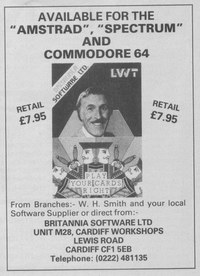 AVAILABLE FOR THE
"AMSTRAD", "SPECTRUM"
AND
COMMODORE 64
SOFTWARE LTD.
LWT
RETAIL
£7.95
RETAIL
£7.95
PLAY
YOUR CARDS
RIGHT
From Branches:- W. H. Smith and your local
Software Supplier or direct from:-
BRITANNIA SOFTWARE LTD
UNIT M28, CARDIFF WORKSHOPS
LEWIS ROAD
CARDIFF CF1 5EB
Telephone: (0222) 481135